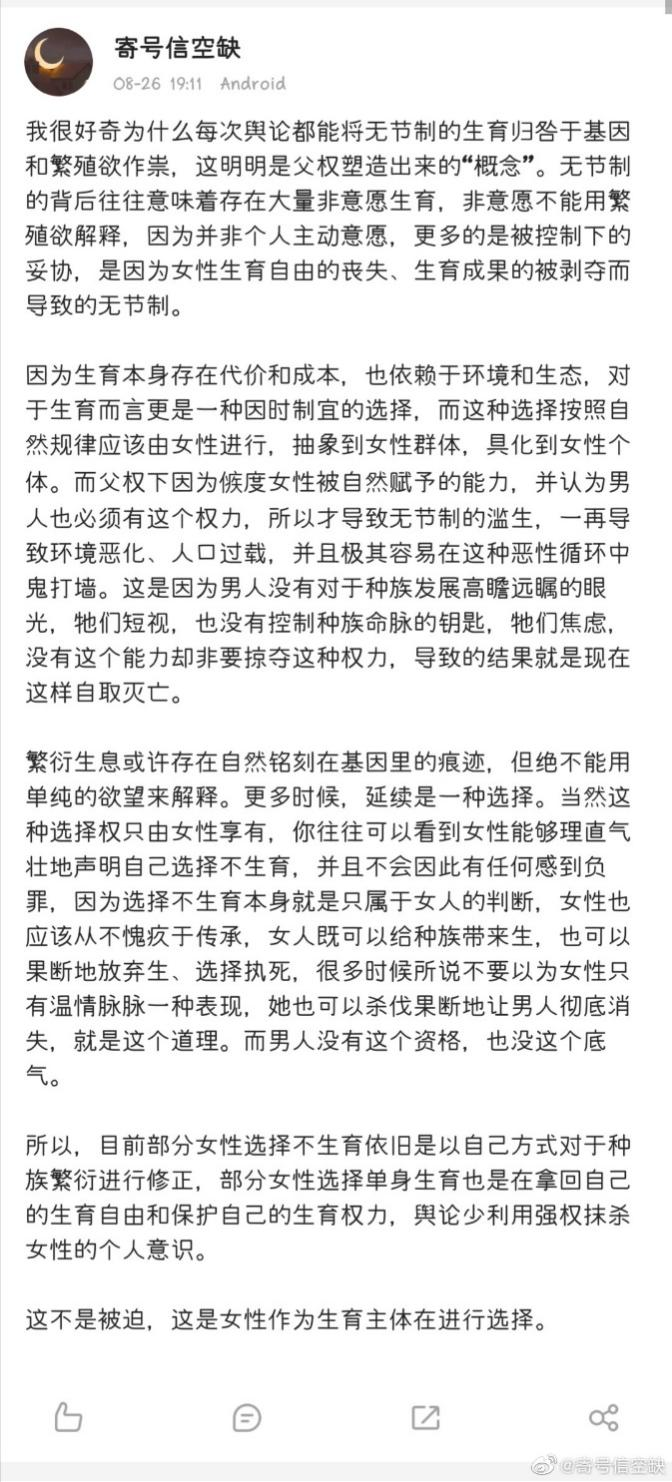 寄号信空缺
08-26 19:11 Android
我很好奇为什么每次舆论都能将无节制的生育归咎于基因
和繁殖欲作祟，这明明是父权塑造出来的“概念”。无节制
的背后往往意味着存在大量非意愿生育，非意愿不能用繁
殖欲解释，因为并非个人主动意愿，更多的是被控制下的
妥协，是因为女性生育自由的丧失、生育成果的被剥夺而
导致的无节制。
因为生育本身存在代价和成本，也依赖于环境和生态，对
于生育而言更是一种因时制宜的选择，而这种选择按照自
然规律应该由女性进行，抽象到女性群体，具化到女性个
体。而父权下因为候度女性被自然赋予的能力，并认为男
人也必须有这个权力，所以才导致无节制的滥生，一再导
致环境恶化、人口过载，并且极其容易在这种恶性循环中
鬼打墙。这是因为男人没有对于种族发展高瞻远瞩的眼
光，牠们短视，也没有控制种族命脉的钥匙，牠们焦虑，
没有这个能力却非要掠夺这种权力，导致的结果就是现在
这样自取灭亡。
繁衍生息或许存在自然铭刻在基因里的痕迹，但绝不能用
单纯的欲望来解释。更多时候，延续是一种选择。当然这
种选择权只由女性享有，你往往可以看到女性能够理直气
壮地声明自己选择不生育，并且不会因此有任何感到负
罪，因为选择不生育本身就是只属于女人的判断，女性也
应该从不愧疚于传承，女人既可以给种族带来生，也可以
果断地放弃生、选择执死，很多时候所说不要以为女性只
有温情脉脉一种表现，她也可以杀伐果断地让男人彻底消
失，就是这个道理。而男人没有这个资格，也没这个底
气。
所以，目前部分女性选择不生育依旧是以自己方式对于种
族繁衍进行修正，部分女性选择单身生育也是在拿回自己
的生育自由和保护自己的生育权力，舆论少利用强权抹杀
女性的个人意识。
这不是被迫，这是女性作为生育主体在进行选择。
@寄号信空缺